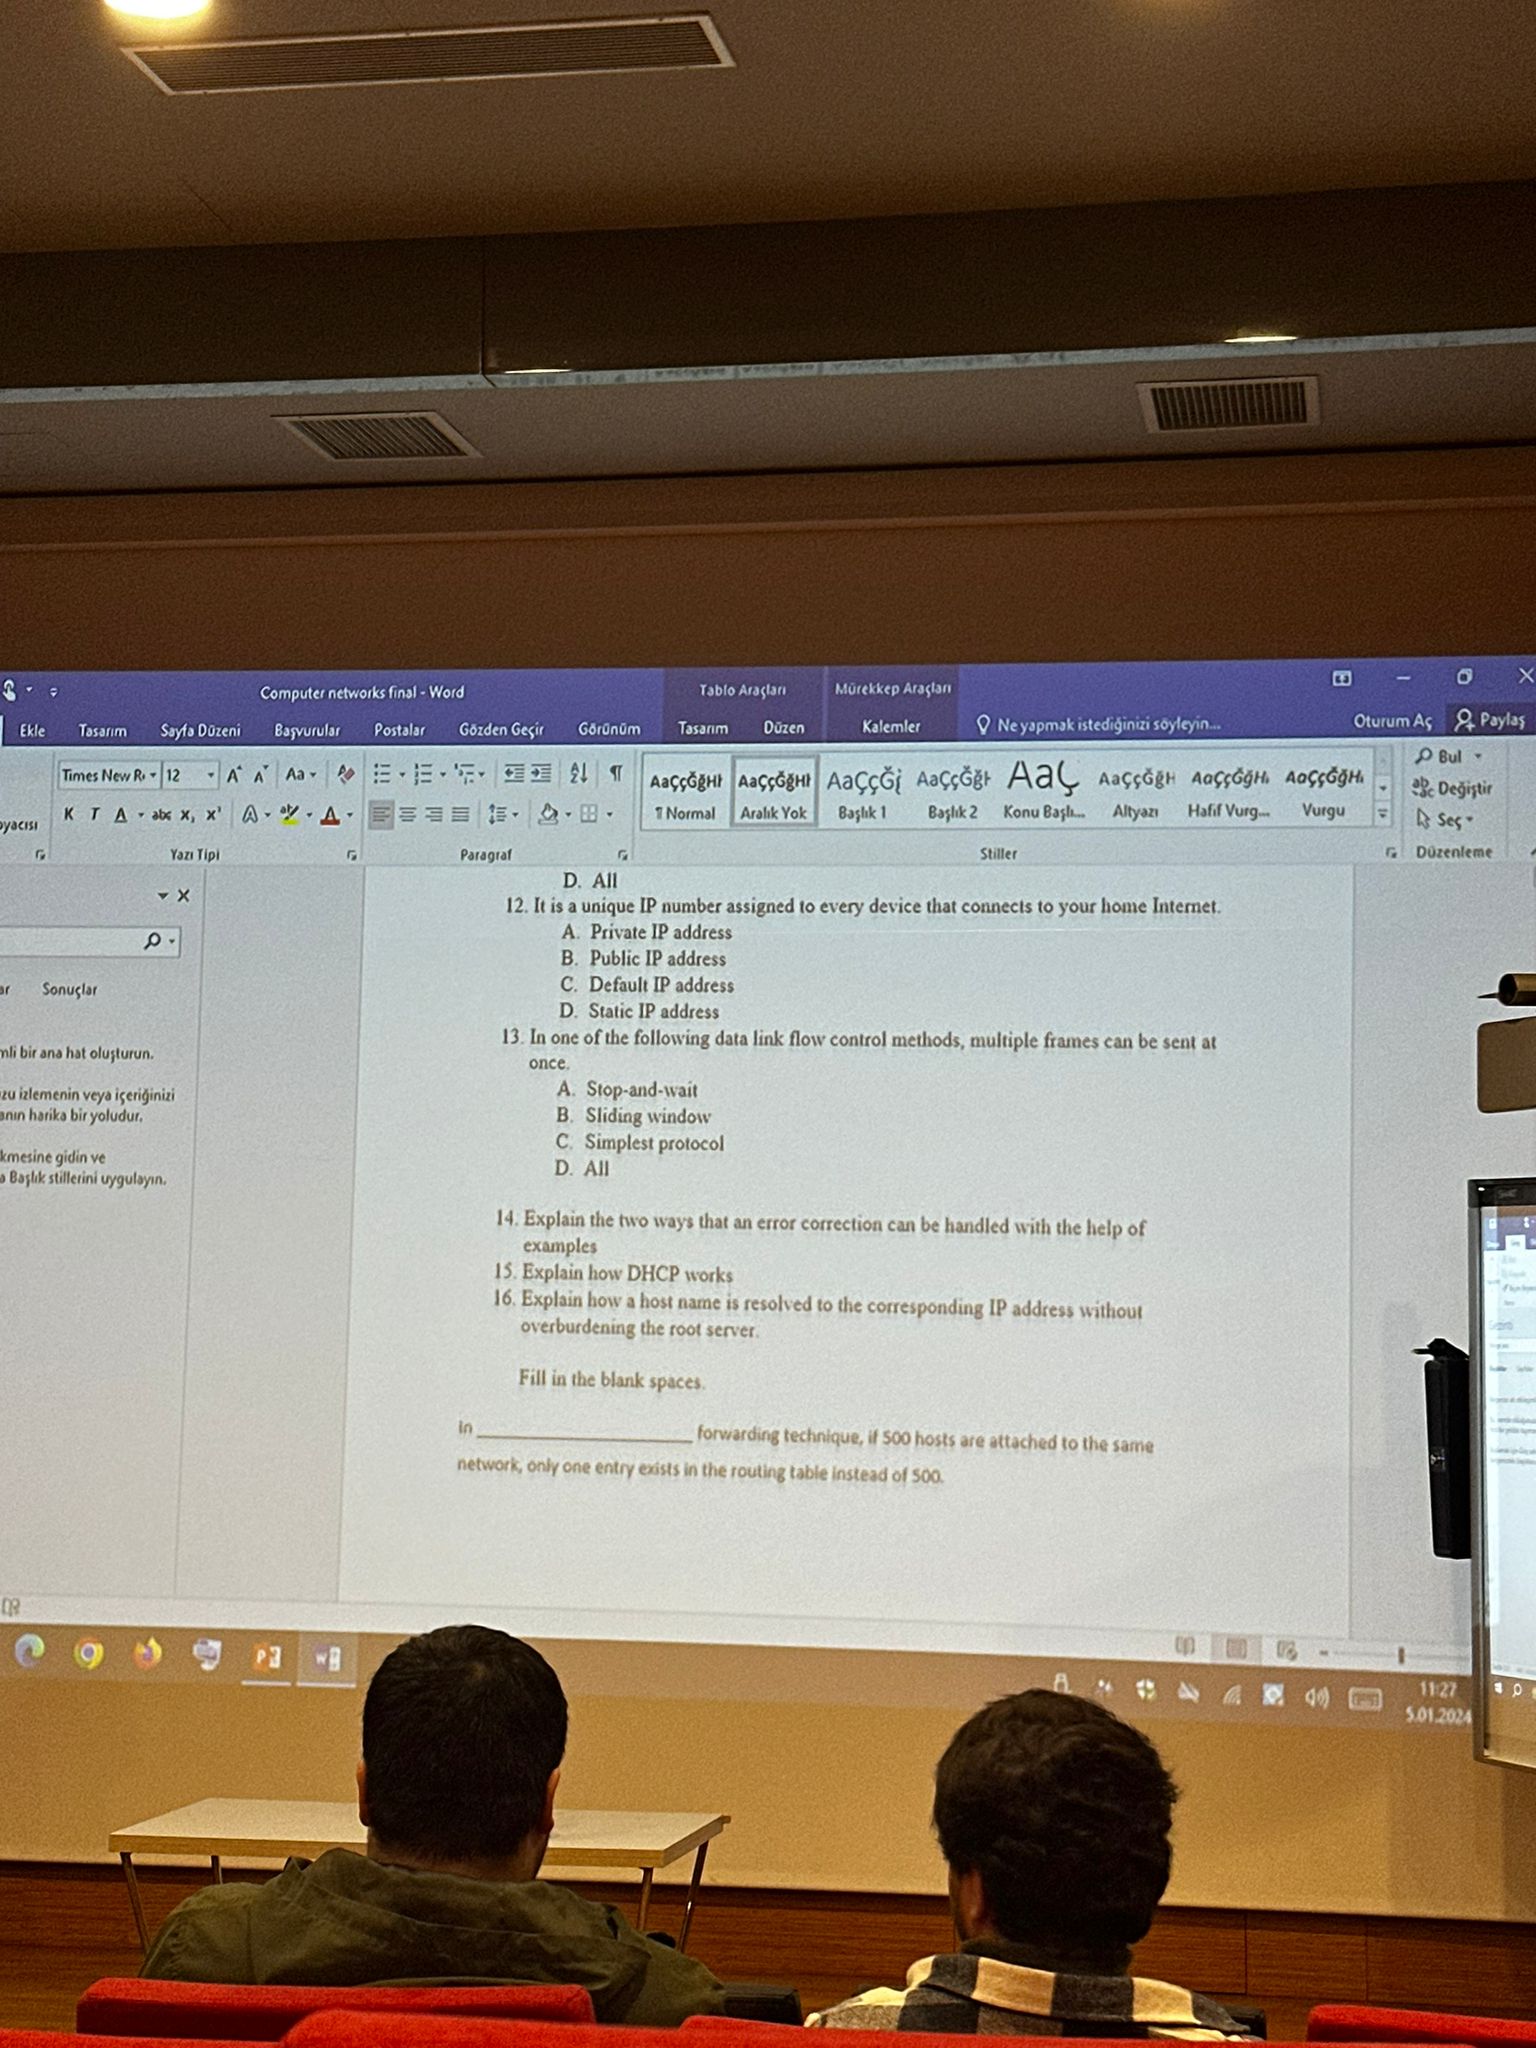 Computer networks final - Word
Tablo Araçları
Mürekkep Araçları
Ekle Tasarım Sayfa Düzeni Başvurular Postalar Gözden Geçir Görünüm Tasarım Düzen Kalemler Ne yapmak istediğinizi söyleyin... Oturum Aç Paylaş
Times New R 12 Aa
AaÇçĞğHI AaÇçĞğHI AaÇçĞğ AaÇçĞğH AaÇ AaÇçĞğH AaÇçĞğHı AaÇçĞğHı
¶ Normal Aralık Yok Başlık 1 Başlık 2 Konu Başlı... Altyazı Hafif Vurg... Vurgu
Bul
Değiştir
Seç
K T A abc x, x'
yacısı
Yazı Tipi Paragraf Stiller Düzenleme
D. All
12. It is a unique IP number assigned to every device that connects to your home Internet.
A. Private IP address
B. Public IP address
C. Default IP address
D. Static IP address
13. In one of the following data link flow control methods, multiple frames can be sent at
once.
A. Stop-and-wait
B. Sliding window
C. Simplest protocol
D. All
14. Explain the two ways that an error correction can be handled with the help of
examples
15. Explain how DHCP works
16. Explain how a host name is resolved to the corresponding IP address without
overburdening the root server.
Fill in the blank spaces.
In ____________________ forwarding technique, if 500 hosts are attached to the same
network, only one entry exists in the routing table instead of 500.
ar Sonuçlar
mli bir ana hat oluşturun.
zu izlemenin veya içeriğinizi
anın harika bir yoludur.
kmesine gidin ve
a Başlık stillerini uygulayın.
11:27
5.01.2024